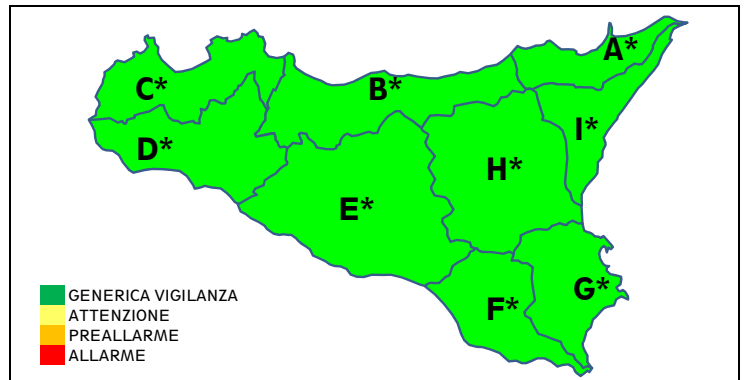 A*
C*
B*
I*
D*
H*
E*
G*
F*
GENERICA VIGILANZA
ATTENZIONE
PREALLARME
ALLARME